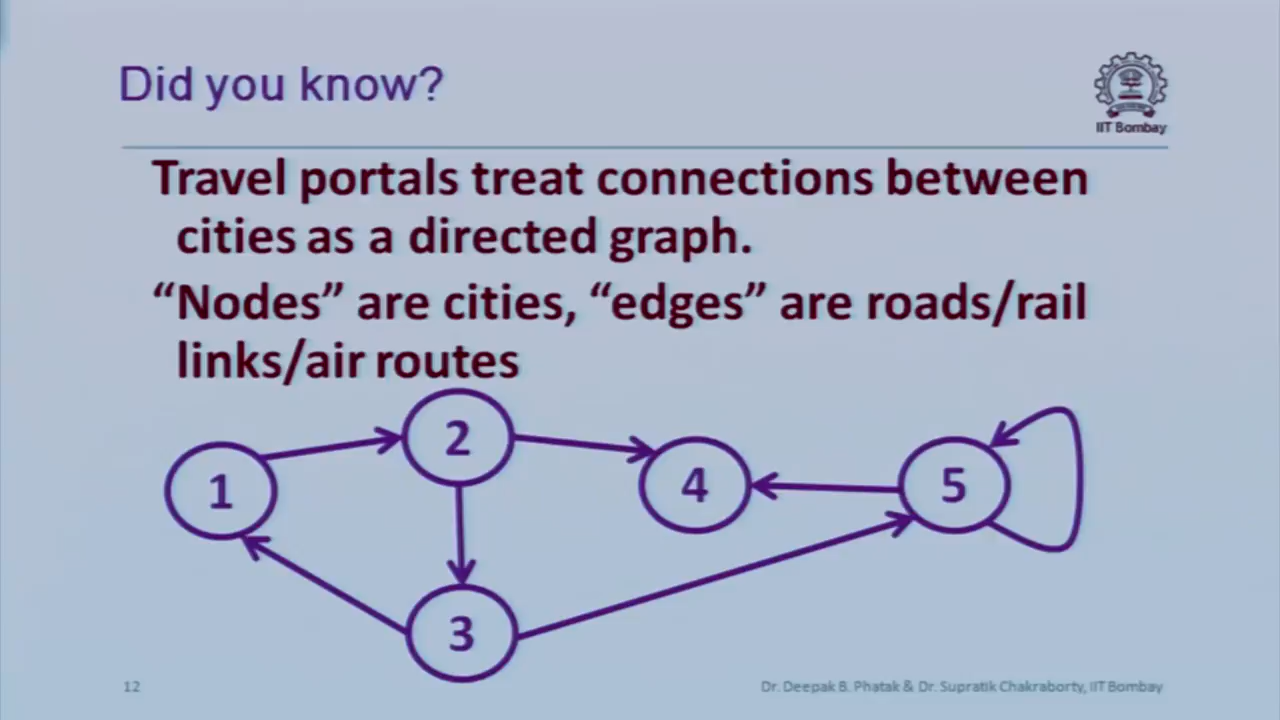 Did you know?
IIT Bombay
Travel portals treat connections between
cities as a directed graph.
“Nodes” are cities, “edges” are roads/rail
links/air routes
1
2
4
5
3
12
Dr. Deepak B. Phatak & Dr. Supratik Chakraborty, IIT Bombay